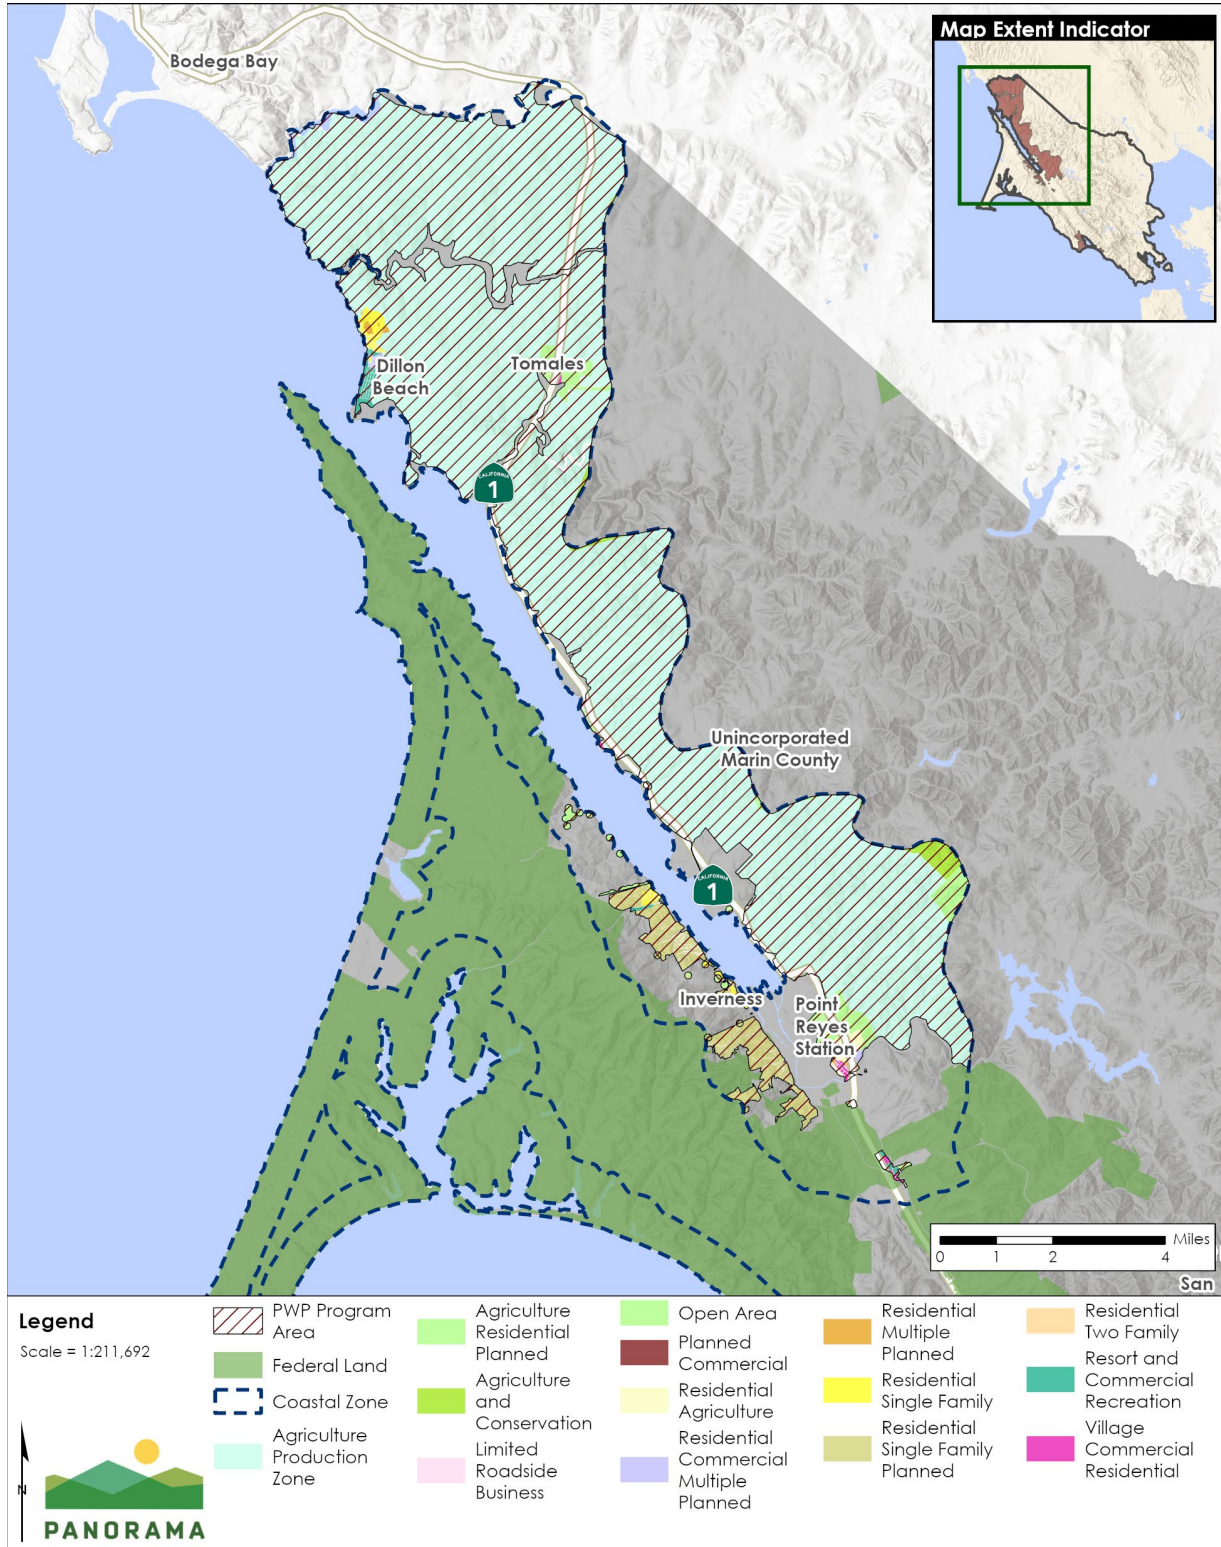 Map Extent Indicator
Bodega Bay
Dillon
Beach
Tomales
CALIFORNIA
1
Unincorporated
Marin County
CALIFORNIA
1
Inverness
Point
Reyes
Station
Miles
0 1 2 4
San
Legend
Scale = 1:211,692
N
PANORAMA
PWP Program
Area
Federal Land
Coastal Zone
Agriculture
Production
Zone
Agriculture
Residential
Planned
Agriculture
and
Conservation
Limited
Roadside
Business
Open Area
Planned
Commercial
Residential
Agriculture
Residential
Commercial
Multiple
Planned
Residential
Multiple
Planned
Residential
Single Family
Residential
Single Family
Planned
Residential
Two Family
Resort and
Commercial
Recreation
Village
Commercial
Residential